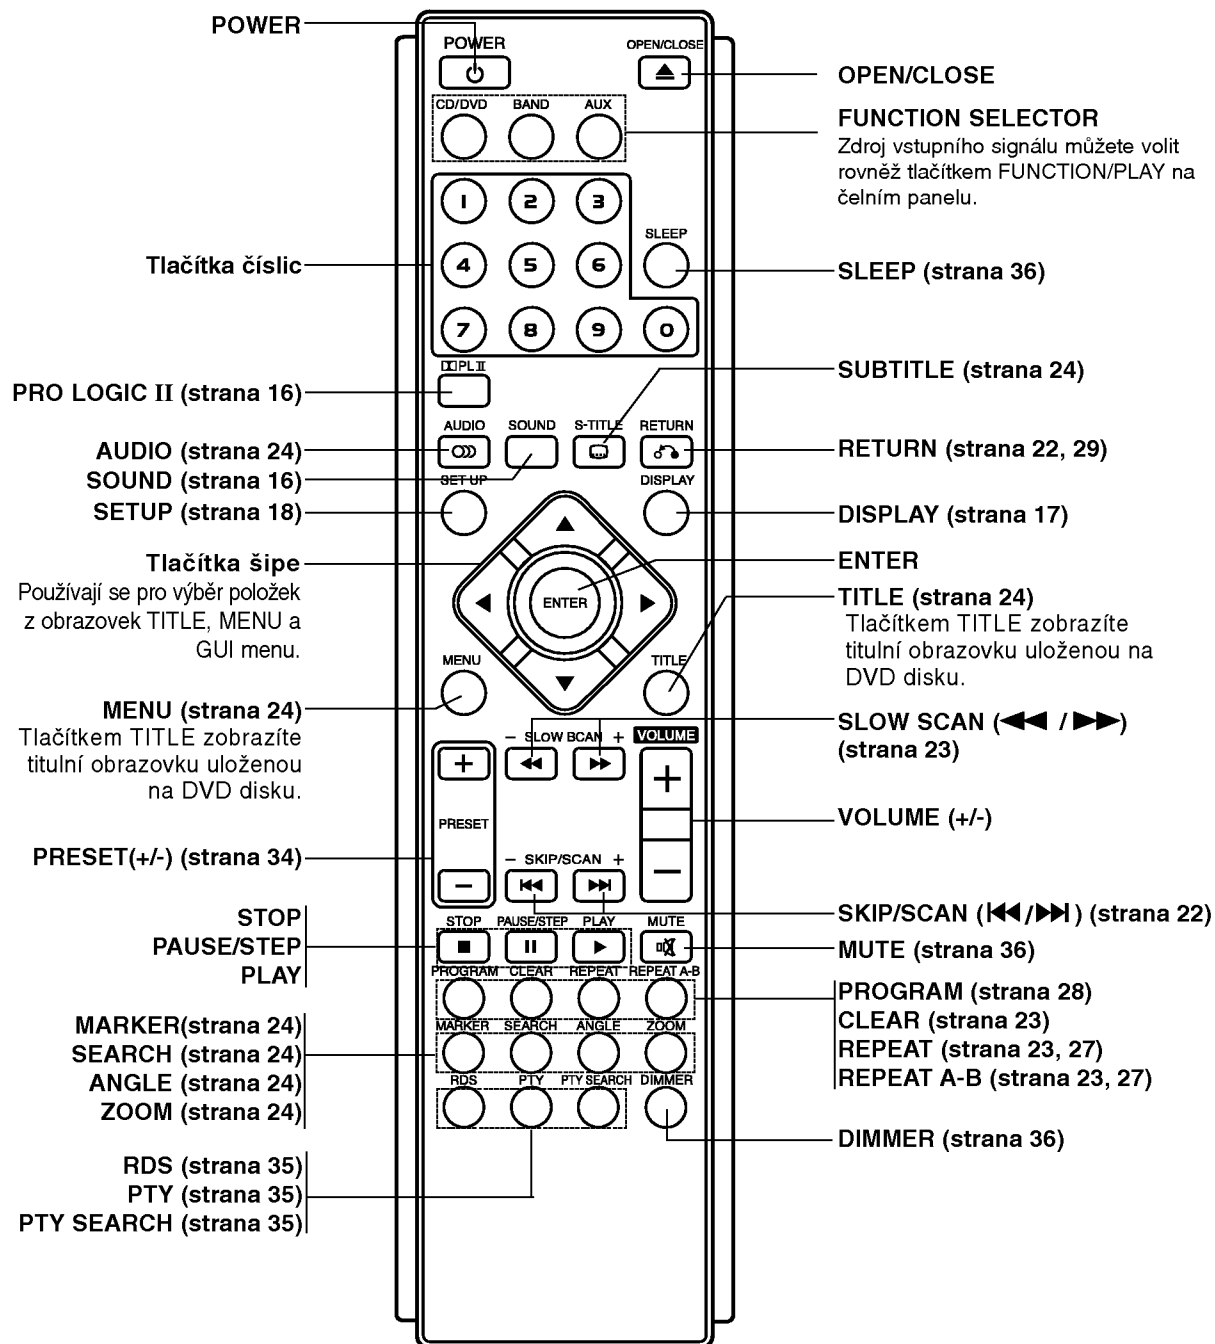 POWER
OPEN/CLOSE
FUNCTION SELECTOR
Zdroj vstupního signálu můžete volit
rovněž tlačítkem FUNCTION/PLAY na
čelním panelu.
Tlačítka číslic
SLEEP (strana 36)
PRO LOGIC II (strana 16)
SUBTITLE (strana 24)
AUDIO (strana 24)
SOUND (strana 16)
SETUP (strana 18)
RETURN (strana 22, 29)
DISPLAY (strana 17)
Tlačítka šipe
Používají se pro výběr položek
z obrazovek TITLE, MENU a
GUI menu.
ENTER
TITLE (strana 24)
Tlačítkem TITLE zobrazíte
titulní obrazovku uloženou na
DVD disku.
MENU (strana 24)
Tlačítkem TITLE zobrazíte
titulní obrazovku uloženou
na DVD disku.
SLOW SCAN (◀◀ / ▶▶)
(strana 23)
VOLUME (+/-)
PRESET(+/-) (strana 34)
SKIP/SCAN (|◀◀/▶▶|) (strana 22)
STOP
PAUSE/STEP
PLAY
MUTE (strana 36)
PROGRAM (strana 28)
CLEAR (strana 23)
REPEAT (strana 23, 27)
REPEAT A-B (strana 23, 27)
MARKER(strana 24)
SEARCH (strana 24)
ANGLE (strana 24)
ZOOM (strana 24)
DIMMER (strana 36)
RDS (strana 35)
PTY (strana 35)
PTY SEARCH (strana 35)
POWER
OPEN/CLOSE
CD/DVD BAND AUX
1 2 3
SLEEP
4 5 6
7 8 9 0
PL II
AUDIO SOUND S-TITLE RETURN
SET UP DISPLAY
ENTER
MENU TITLE
+ - SLOW BCAN + VOLUME
+
PRESET
- - SKIP/SCAN + -
STOP PAUSE/STEP PLAY MUTE
PROGRAM CLEAR REPEAT REPEAT A-B
MARKER SEARCH ANGLE ZOOM
RDS PTY PTY SEARCH DIMMER